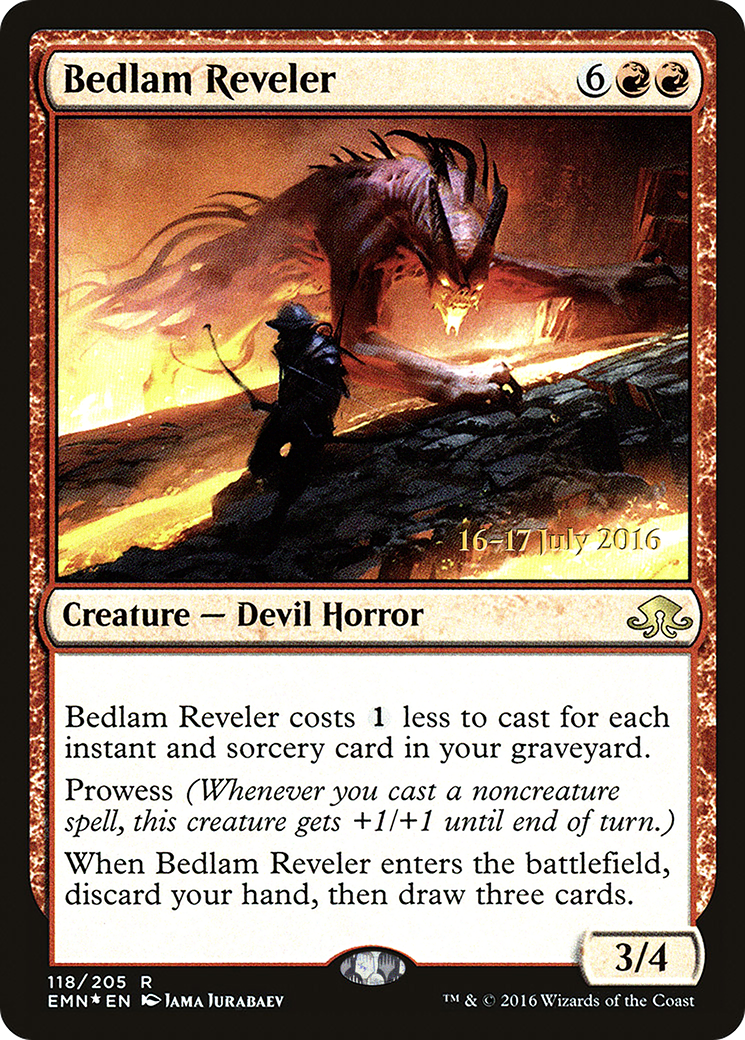 Bedlam Reveler 6
16–17 July 2016
Creature — Devil Horror
Bedlam Reveler costs 1 less to cast for each
instant and sorcery card in your graveyard.
Prowess (Whenever you cast a noncreature
spell, this creature gets +1/+1 until end of turn.)
When Bedlam Reveler enters the battlefield,
discard your hand, then draw three cards.
3/4
118/205 R
EMN★EN Jama Jurabaev
™ & © 2016 Wizards of the Coast